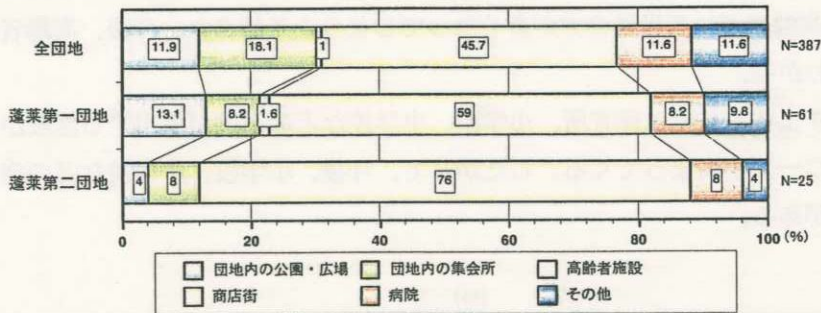 全団地 11.9 18.1 1 45.7 11.6 11.6 N=387
蓬莱第一団地 13.1 8.2 1.6 59 8.2 9.8 N=61
蓬莱第二団地 4 8 76 8 4 N=25
0 20 40 60 80 100 (%)
団地内の公園・広場 団地内の集会所 高齢者施設
商店街 病院 その他